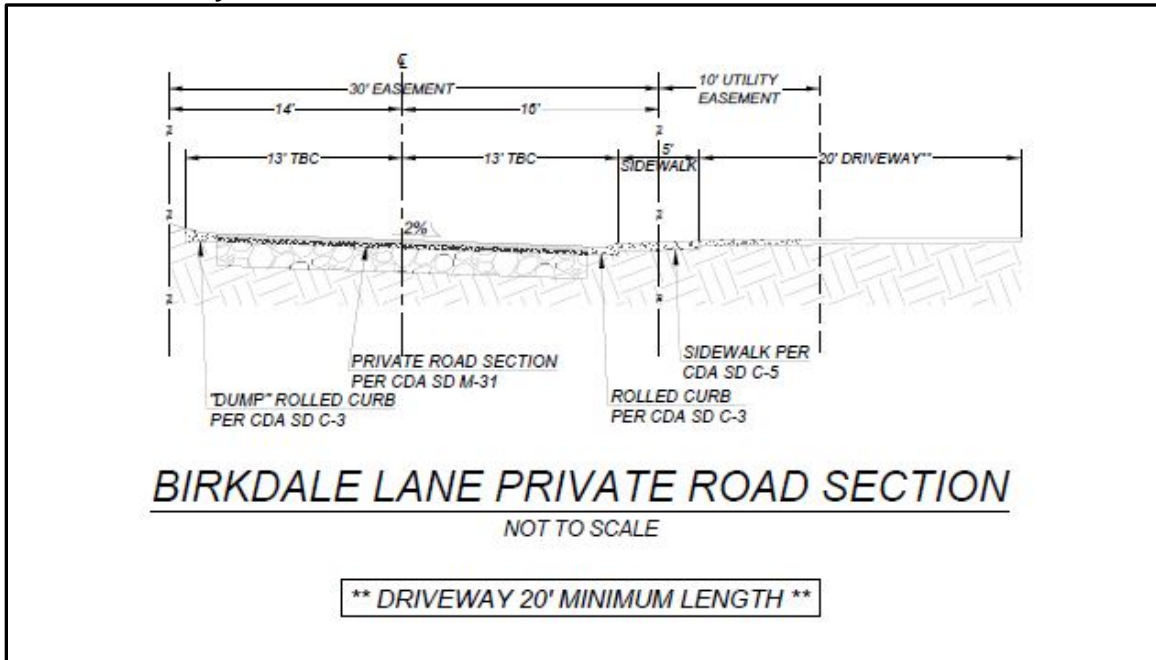 ℄
30' EASEMENT
10' UTILITY
EASEMENT
14'
16'
13' TBC
13' TBC
5'
SIDEWALK
20' DRIVEWAY**
2%
PRIVATE ROAD SECTION
PER CDA SD M-31
SIDEWALK PER
CDA SD C-5
"DUMP" ROLLED CURB
PER CDA SD C-3
ROLLED CURB
PER CDA SD C-3
BIRKDALE LANE PRIVATE ROAD SECTION
NOT TO SCALE
** DRIVEWAY 20' MINIMUM LENGTH **